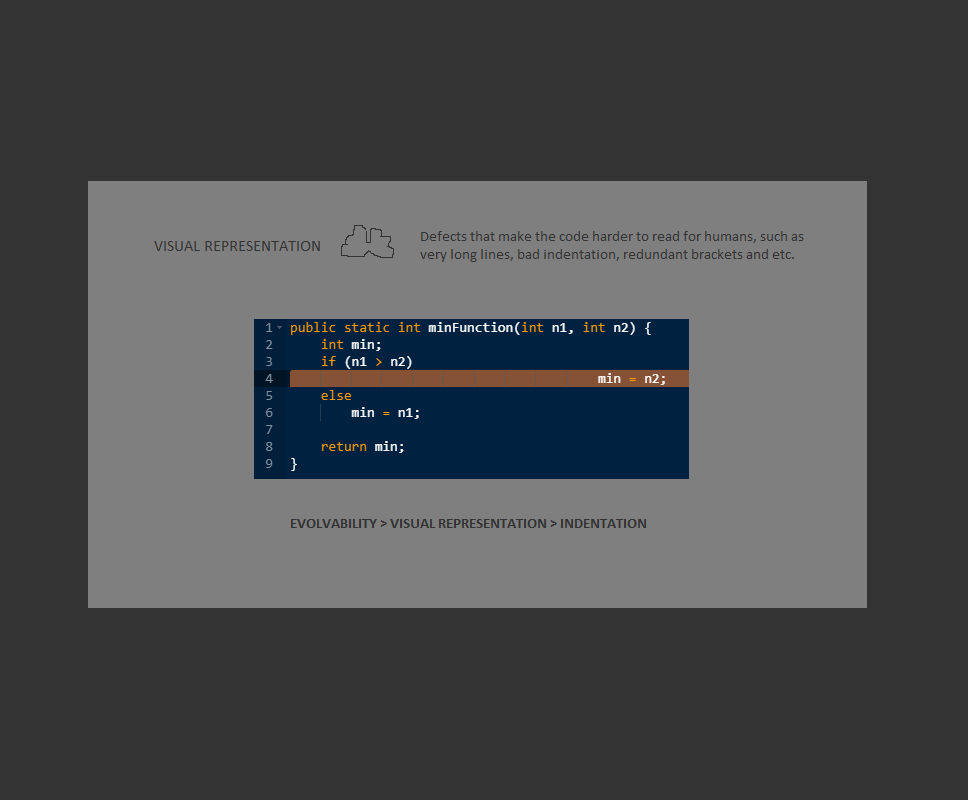 VISUAL REPRESENTATION
Defects that make the code harder to read for humans, such as
very long lines, bad indentation, redundant brackets and etc.
1 public static int minFunction(int n1, int n2) {
2     int min;
3     if (n1 > n2)
4                                         min = n2;
5     else
6         min = n1;
7
8     return min;
9 }
EVOLVABILITY > VISUAL REPRESENTATION > INDENTATION